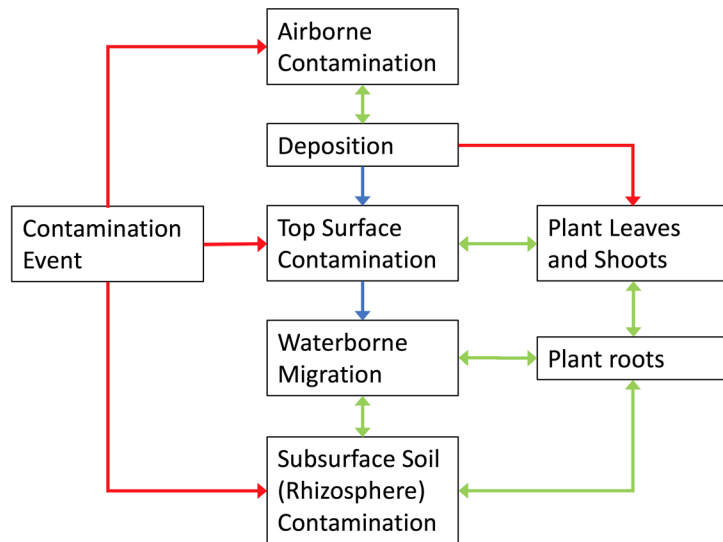 Airborne
Contamination
Deposition
Contamination
Event
Top Surface
Contamination
Plant Leaves
and Shoots
Waterborne
Migration
Plant roots
Subsurface Soil
(Rhizosphere)
Contamination